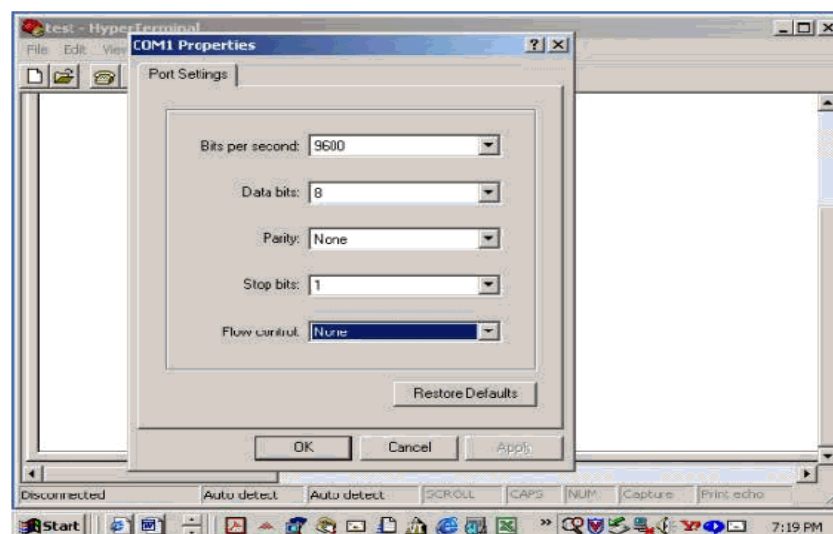 test - HyperTerminal
File Edit View
COM1 Properties
Port Settings
Bits per second: 9600
Data bits: 8
Parity: None
Stop bits: 1
Flow control: None
Restore Defaults
OK Cancel Apply
Disconnected Auto detect Auto detect SCROLL CAPS NUM Capture Print echo
Start 7:19 PM